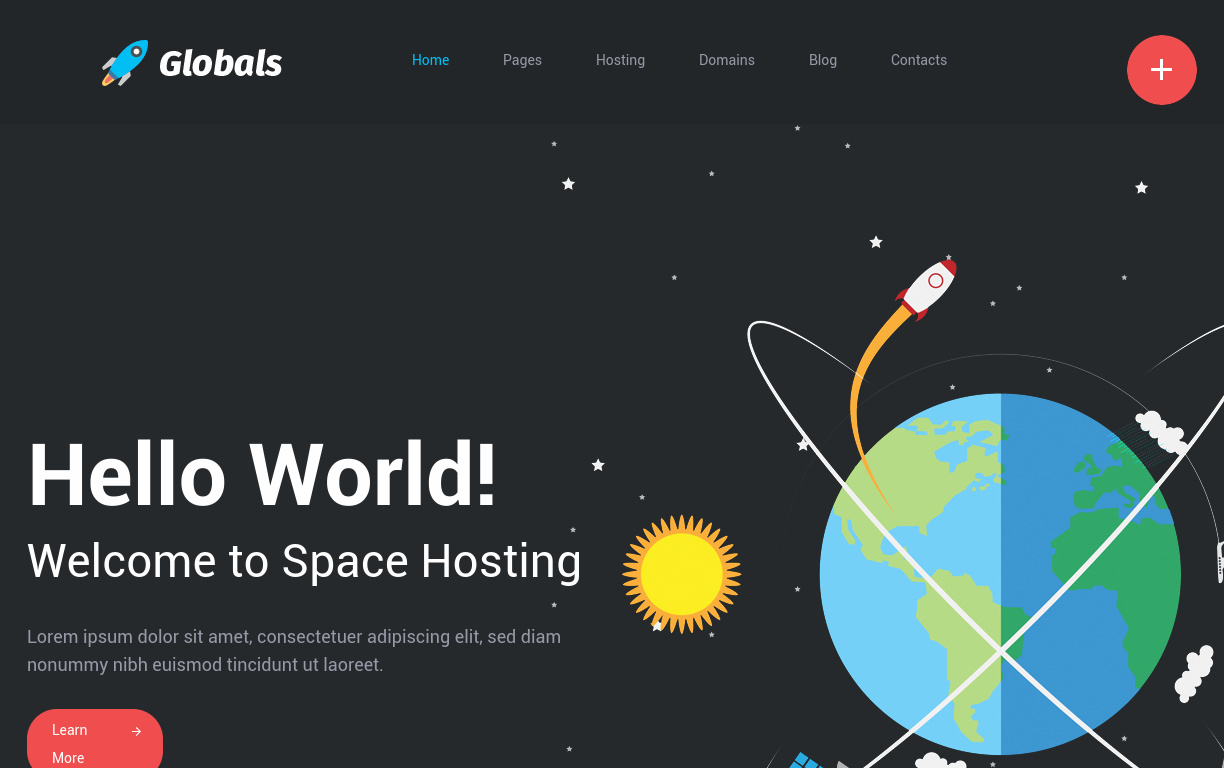 Globals
Home Pages Hosting Domains Blog Contacts
Hello World!
Welcome to Space Hosting
Lorem ipsum dolor sit amet, consectetuer adipiscing elit, sed diam
nonummy nibh euismod tincidunt ut laoreet.
Learn
More